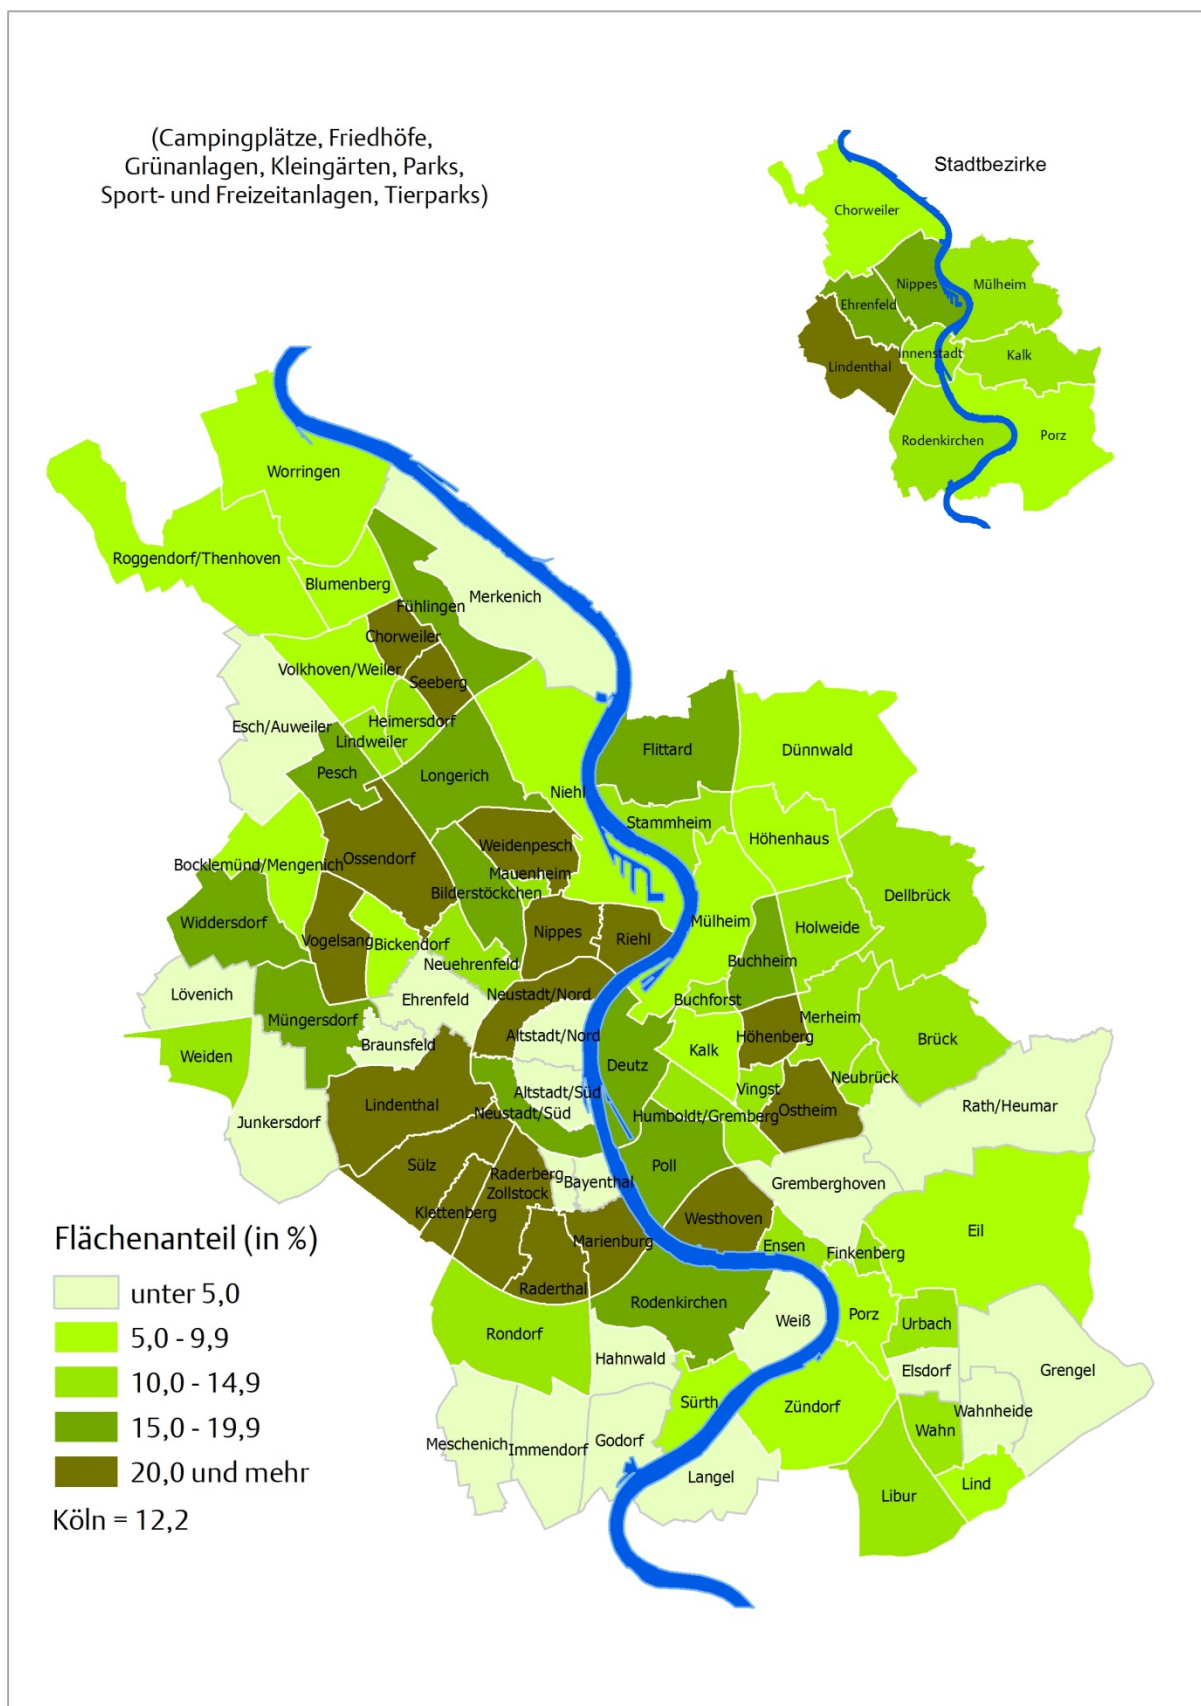 (Campingplätze, Friedhöfe,
Grünanlagen, Kleingärten, Parks,
Sport- und Freizeitanlagen, Tierparks)
Stadtbezirke
Chorweiler
Nippes
Mülheim
Ehrenfeld
Innenstadt
Kalk
Lindenthal
Rodenkirchen
Porz
Worringen
Roggendorf/Thenhoven
Blumenberg
Merkenich
Fühlingen
Chorweiler
Volkhoven/Weiler
Seeberg
Esch/Auweiler
Heimersdorf
Lindweiler
Pesch
Longerich
Flittard
Dünnwald
Niehl
Stammheim
Höhenhaus
Weidenpesch
Ossendorf
Bocklemünd/Mengenich
Mauenheim
Bilderstöckchen
Dellbrück
Widdersdorf
Mülheim
Holweide
Nippes
Riehl
Vogelsang
Bickendorf
Neuehrenfeld
Buchheim
Lövenich
Ehrenfeld
Neustadt/Nord
Buchforst
Müngersdorf
Merheim
Altstadt/Nord
Höhenberg
Braunsfeld
Brück
Weiden
Deutz
Kalk
Neubrück
Vingst
Altstadt/Süd
Rath/Heumar
Lindenthal
Neustadt/Süd
Humboldt/Gremberg
Ostheim
Junkersdorf
Sülz
Raderberg
Poll
Bayenthal
Gremberghoven
Zollstock
Klettenberg
Westhoven
Eil
Marienburg
Ensen
Finkenberg
Raderthal
Rodenkirchen
Weiß
Porz
Urbach
Rondorf
Hahnwald
Elsdorf
Grengel
Sürth
Zündorf
Wahnheide
Meschenich
Immendorf
Godorf
Wahn
Langel
Libur
Lind
Flächenanteil (in %)
unter 5,0
5,0 - 9,9
10,0 - 14,9
15,0 - 19,9
20,0 und mehr
Köln = 12,2